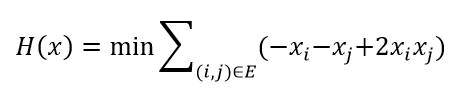 H(x) = min ∑_{(i,j)∈E} (−x_i−x_j+2x_ix_j)